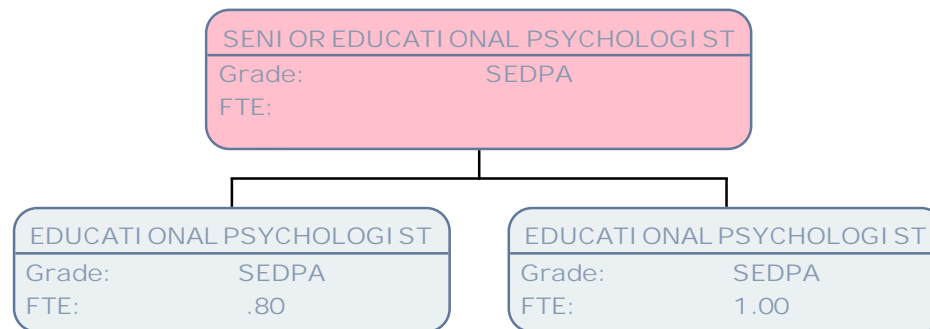 SENIOR EDUCATIONAL PSYCHOLOGIST
Grade: SEDPA
FTE:
EDUCATIONAL PSYCHOLOGIST
Grade: SEDPA
FTE: .80
EDUCATIONAL PSYCHOLOGIST
Grade: SEDPA
FTE: 1.00